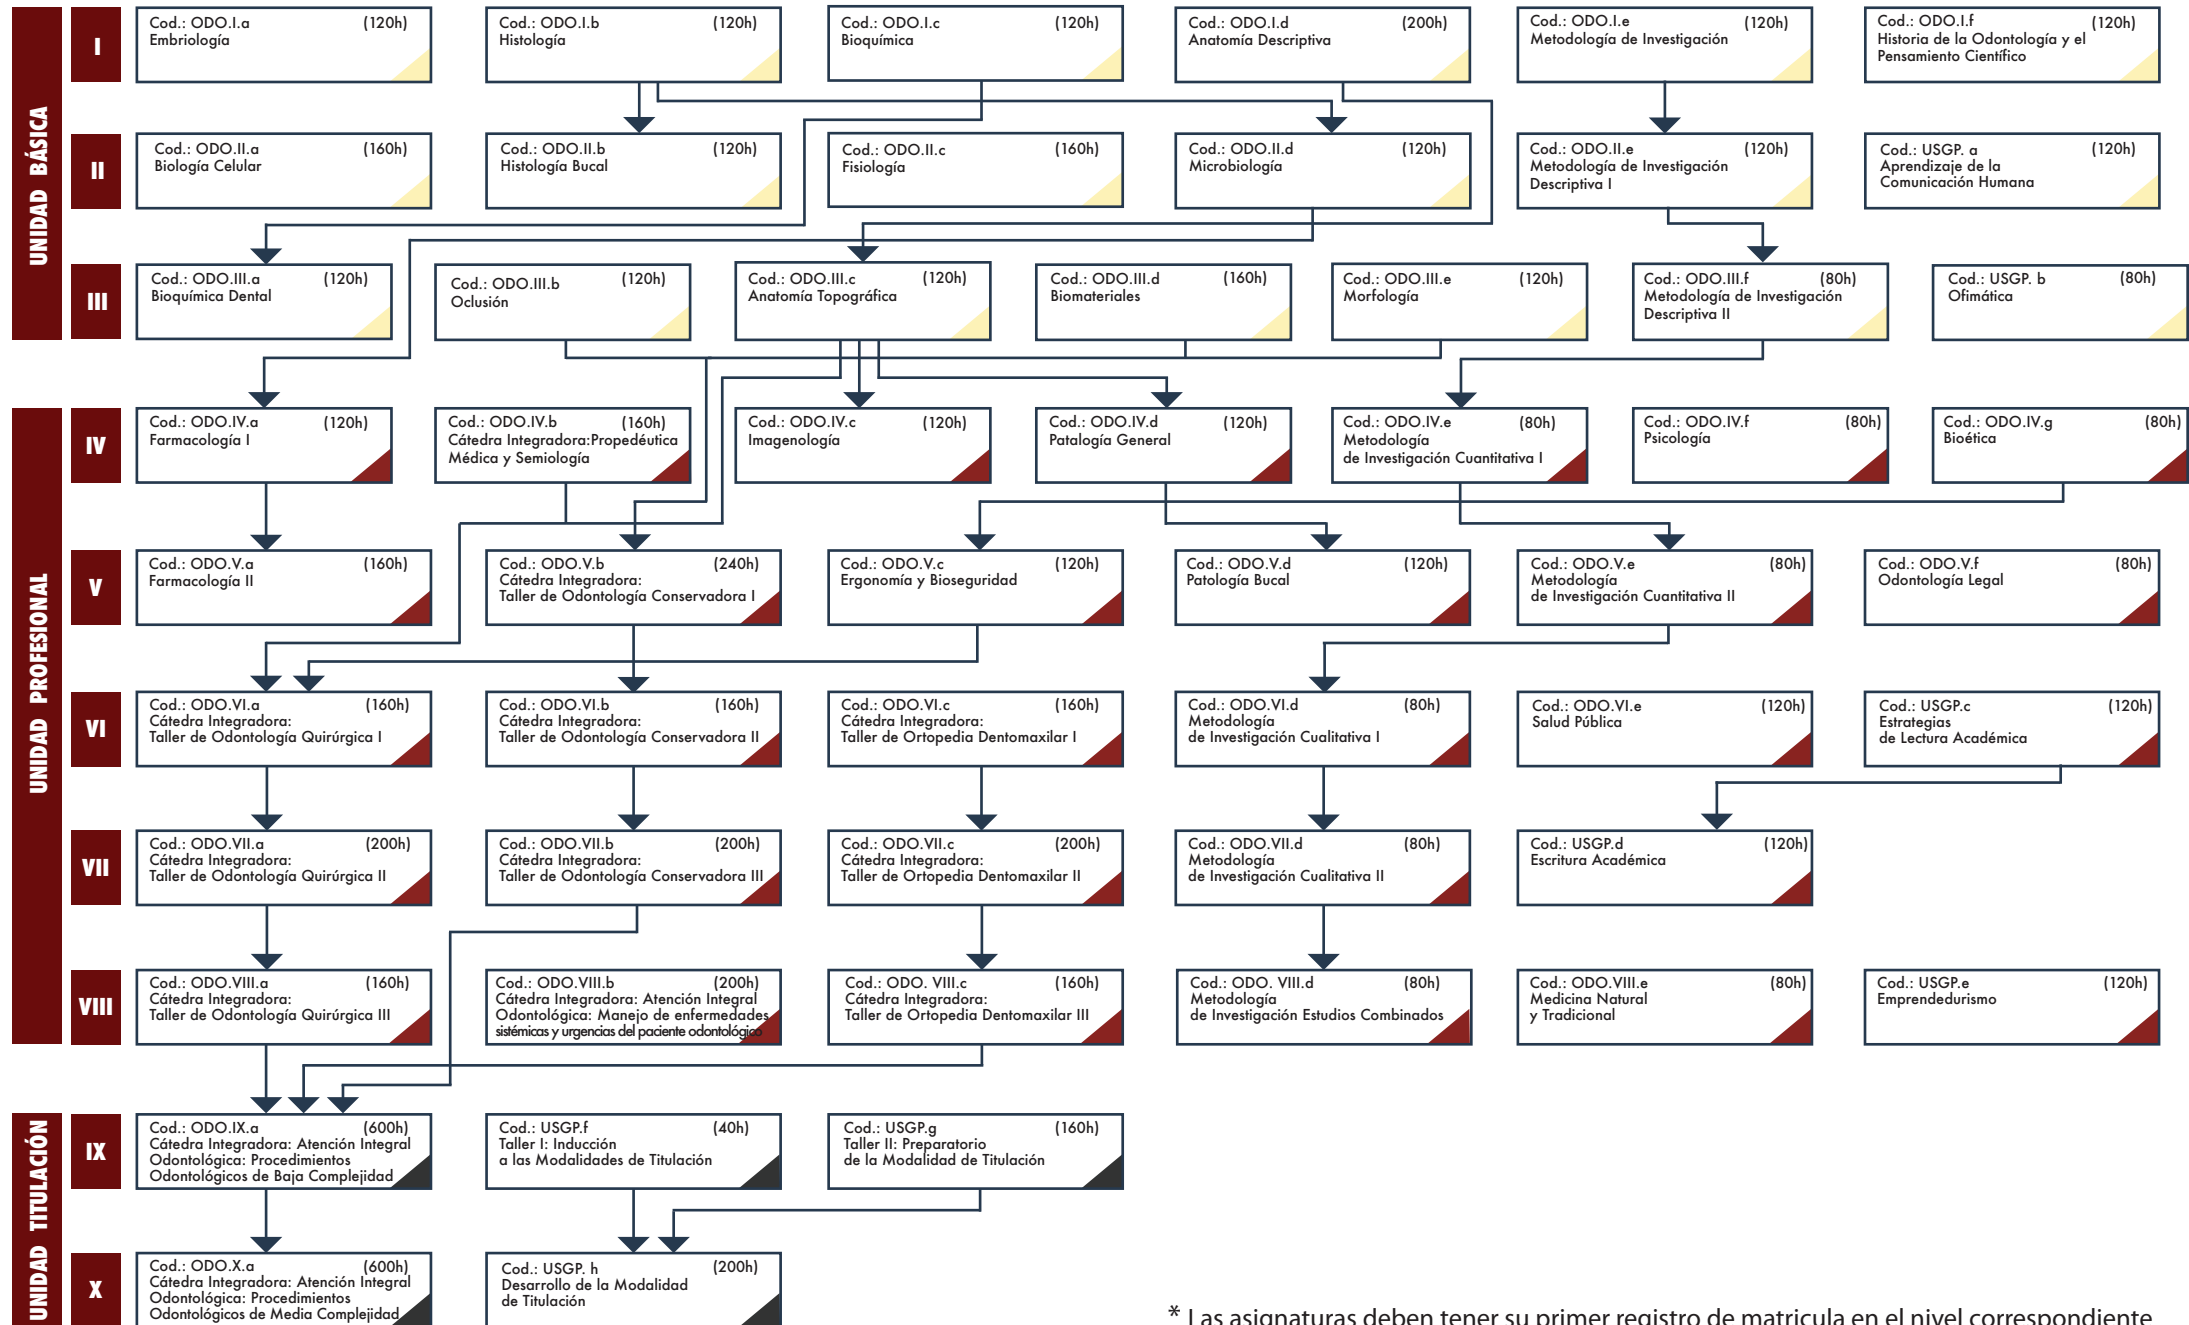 UNIDAD BÁSICA
I
Cod.: ODO.I.a (120h)
Embriología
Cod.: ODO.I.b (120h)
Histología
Cod.: ODO.I.c (120h)
Bioquímica
Cod.: ODO.I.d (200h)
Anatomía Descriptiva
Cod.: ODO.I.e (120h)
Metodología de Investigación
Cod.: ODO.I.f (120h)
Historia de la Odontología y el
Pensamiento Científico
II
Cod.: ODO.II.a (160h)
Biología Celular
Cod.: ODO.II.b (120h)
Histología Bucal
Cod.: ODO.II.c (160h)
Fisiología
Cod.: ODO.II.d (120h)
Microbiología
Cod.: ODO.II.e (120h)
Metodología de Investigación
Descriptiva I
Cod.: USGP. a (120h)
Aprendizaje de la
Comunicación Humana
III
Cod.: ODO.III.a (120h)
Bioquímica Dental
Cod.: ODO.III.b (120h)
Oclusión
Cod.: ODO.III.c (120h)
Anatomía Topográfica
Cod.: ODO.III.d (160h)
Biomateriales
Cod.: ODO.III.e (120h)
Morfología
Cod.: ODO.III.f (80h)
Metodología de Investigación
Descriptiva II
Cod.: USGP. b (80h)
Ofimática
UNIDAD PROFESIONAL
IV
Cod.: ODO.IV.a (120h)
Farmacología I
Cod.: ODO.IV.b (160h)
Cátedra Integradora:Propedéutica
Médica y Semiología
Cod.: ODO.IV.c (120h)
Imagenología
Cod.: ODO.IV.d (120h)
Patalogía General
Cod.: ODO.IV.e (80h)
Metodología
de Investigación Cuantitativa I
Cod.: ODO.IV.f (80h)
Psicología
Cod.: ODO.IV.g (80h)
Bioética
V
Cod.: ODO.V.a (160h)
Farmacología II
Cod.: ODO.V.b (240h)
Cátedra Integradora:
Taller de Odontología Conservadora I
Cod.: ODO.V.c (120h)
Ergonomía y Bioseguridad
Cod.: ODO.V.d (120h)
Patología Bucal
Cod.: ODO.V.e (80h)
Metodología
de Investigación Cuantitativa II
Cod.: ODO.V.f (80h)
Odontología Legal
VI
Cod.: ODO.VI.a (160h)
Cátedra Integradora:
Taller de Odontología Quirúrgica I
Cod.: ODO.VI.b (160h)
Cátedra Integradora:
Taller de Odontología Conservadora II
Cod.: ODO.VI.c (160h)
Cátedra Integradora:
Taller de Ortopedia Dentomaxilar I
Cod.: ODO.VI.d (80h)
Metodología
de Investigación Cualitativa I
Cod.: ODO.VI.e (120h)
Salud Pública
Cod.: USGP.c (120h)
Estrategias
de Lectura Académica
VII
Cod.: ODO.VII.a (200h)
Cátedra Integradora:
Taller de Odontología Quirúrgica II
Cod.: ODO.VII.b (200h)
Cátedra Integradora:
Taller de Odontología Conservadora III
Cod.: ODO.VII.c (200h)
Cátedra Integradora:
Taller de Ortopedia Dentomaxilar II
Cod.: ODO.VII.d (80h)
Metodología
de Investigación Cualitativa II
Cod.: USGP.d (120h)
Escritura Académica
VIII
Cod.: ODO.VIII.a (160h)
Cátedra Integradora:
Taller de Odontología Quirúrgica III
Cod.: ODO.VIII.b (200h)
Cátedra Integradora: Atención Integral
Odontológica: Manejo de enfermedades
sistémicas y urgencias del paciente odontológico
Cod.: ODO. VIII.c (160h)
Cátedra Integradora:
Taller de Ortopedia Dentomaxilar III
Cod.: ODO. VIII.d (80h)
Metodología
de Investigación Estudios Combinados
Cod.: ODO.VIII.e (80h)
Medicina Natural
y Tradicional
Cod.: USGP.e (120h)
Emprendedurismo
UNIDAD TITULACIÓN
IX
Cod.: ODO.IX.a (600h)
Cátedra Integradora: Atención Integral
Odontológica: Procedimientos
Odontológicos de Baja Complejidad
Cod.: USGP.f (40h)
Taller I: Inducción
a las Modalidades de Titulación
Cod.: USGP.g (160h)
Taller II: Preparatorio
de la Modalidad de Titulación
X
Cod.: ODO.X.a (600h)
Cátedra Integradora: Atención Integral
Odontológica: Procedimientos
Odontológicos de Media Complejidad
Cod.: USGP. h (200h)
Desarrollo de la Modalidad
de Titulación
* Las asignaturas deben tener su primer registro de matricula en el nivel correspondiente